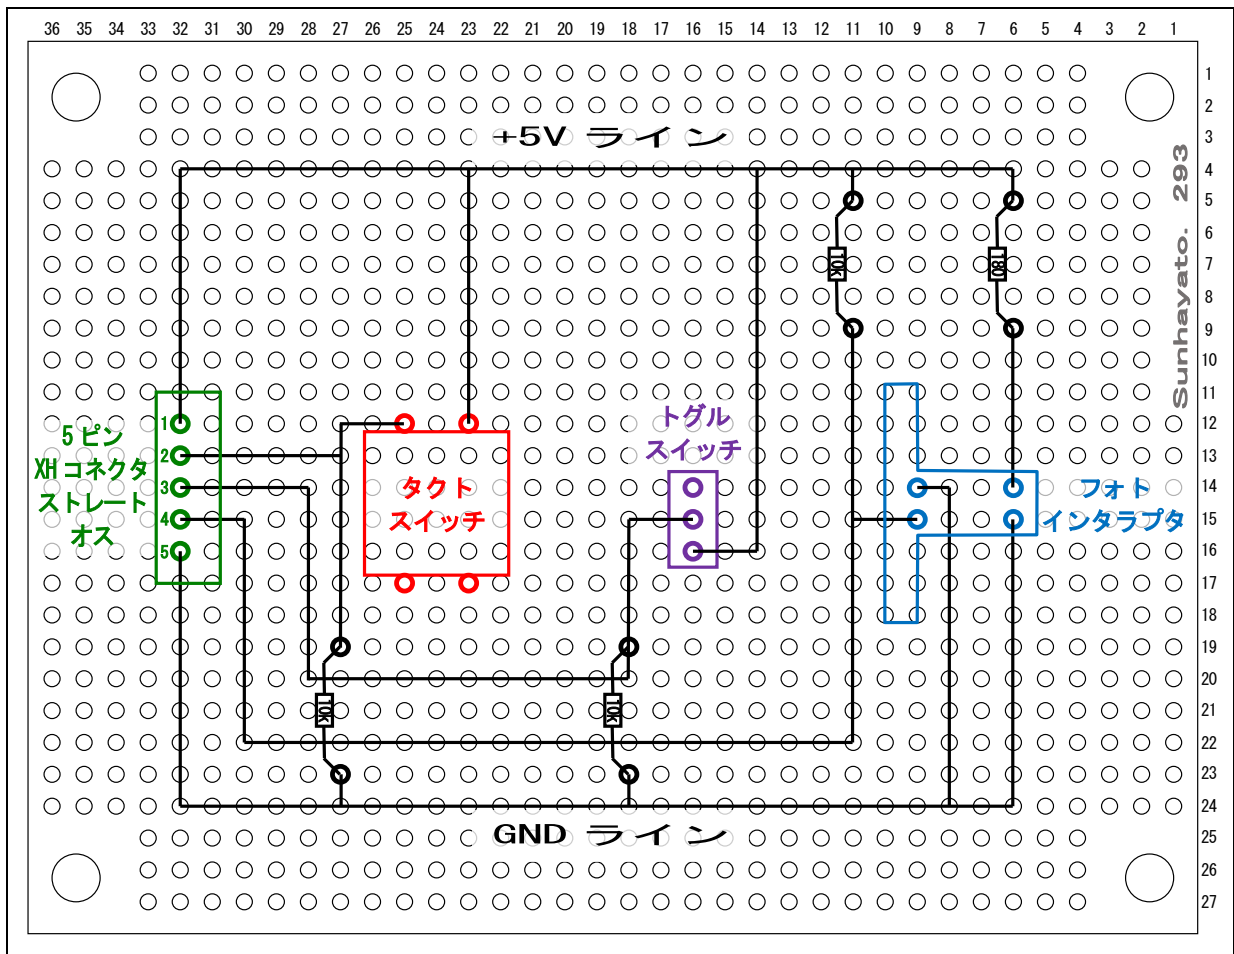 36 35 34 33 32 31 30 29 28 27 26 25 24 23 22 21 20 19 18 17 16 15 14 13 12 11 10 9 8 7 6 5 4 3 2 1
1
2
+5V ライン
3
4
Sunhayato. 293
5
6
10k
180
7
8
9
10
11
5 ピン
XH コネクタ
ストレート
オス
1
2
3
4
5
タクト
スイッチ
トグル
スイッチ
フォト
インタラプタ
12
13
14
15
16
17
18
19
20
10k
10k
21
22
23
24
GND ライン
25
26
27